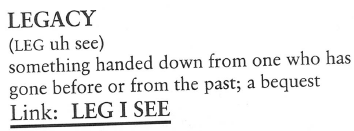 LEGACY
(LEG uh see)
something handed down from one who has
gone before or from the past; a bequest
Link: LEG I SEE